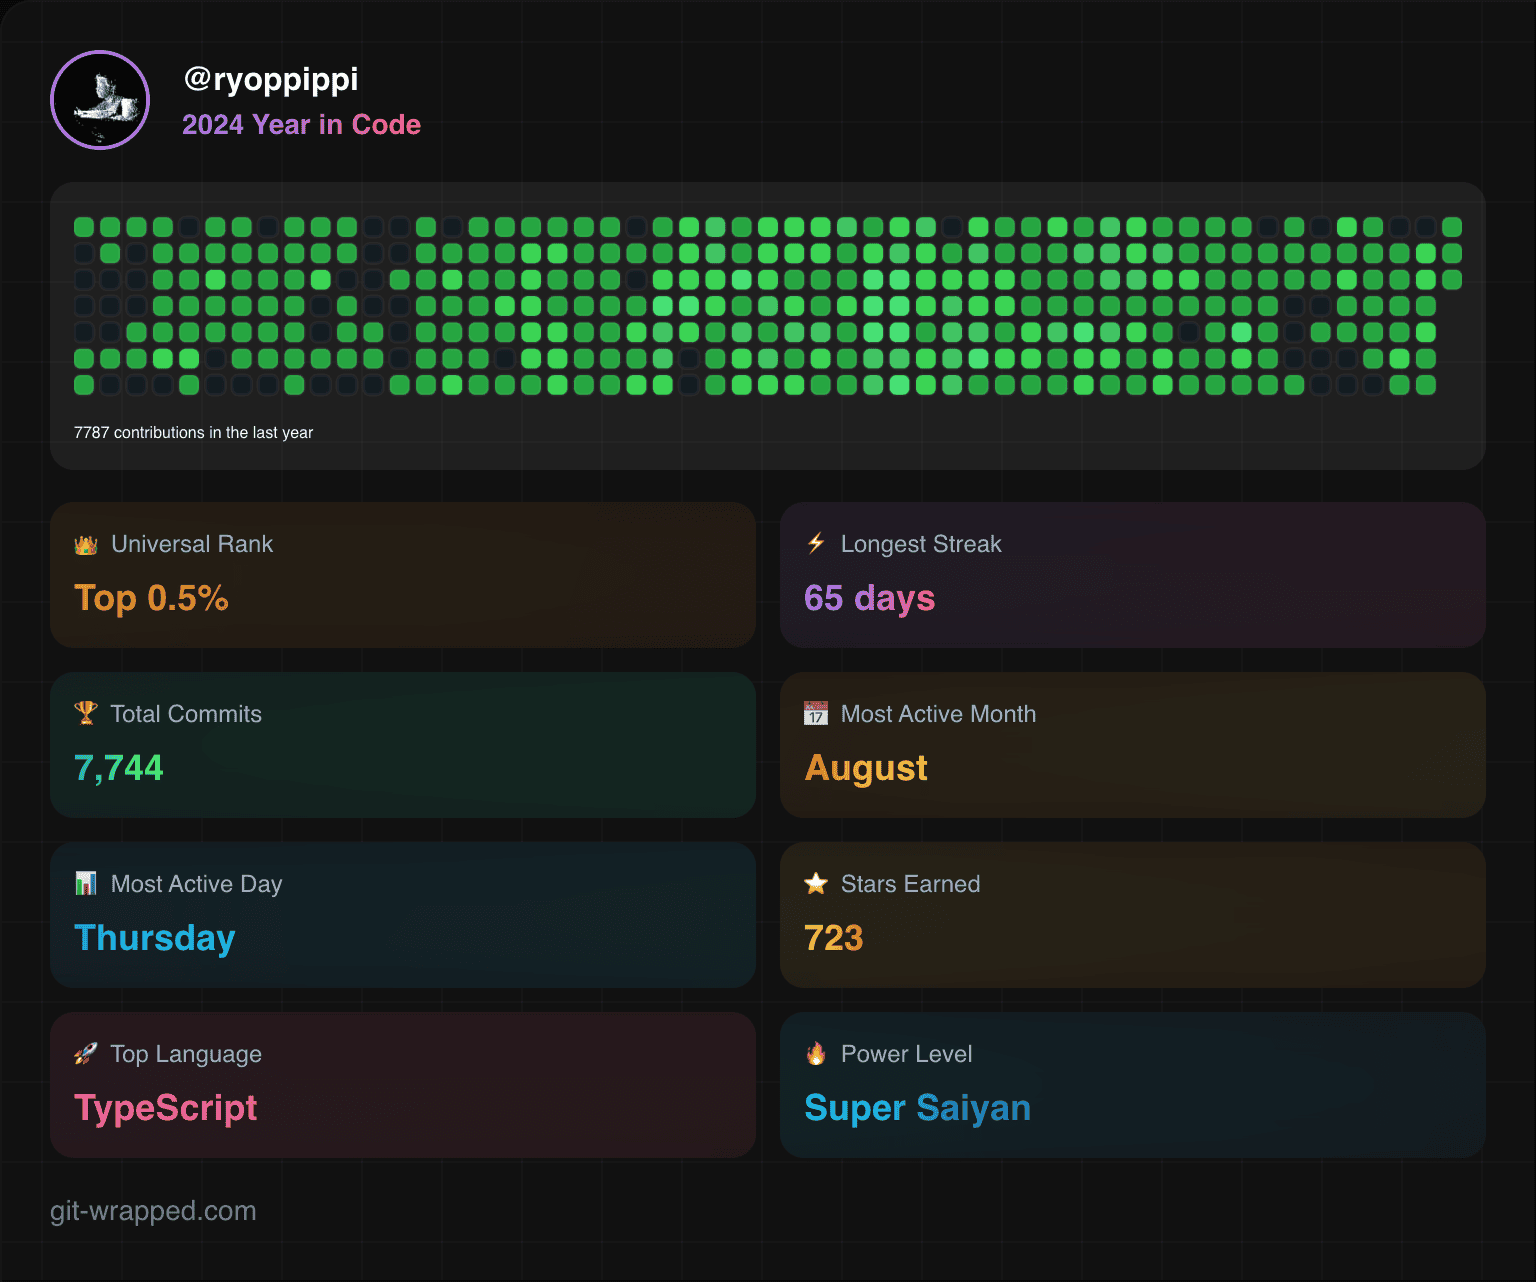 @ryoppippi
2024 Year in Code
7787 contributions in the last year
Universal Rank
Top 0.5%
Longest Streak
65 days
Total Commits
7,744
17
Most Active Month
August
Most Active Day
Thursday
Stars Earned
723
Top Language
TypeScript
Power Level
Super Saiyan
git-wrapped.com